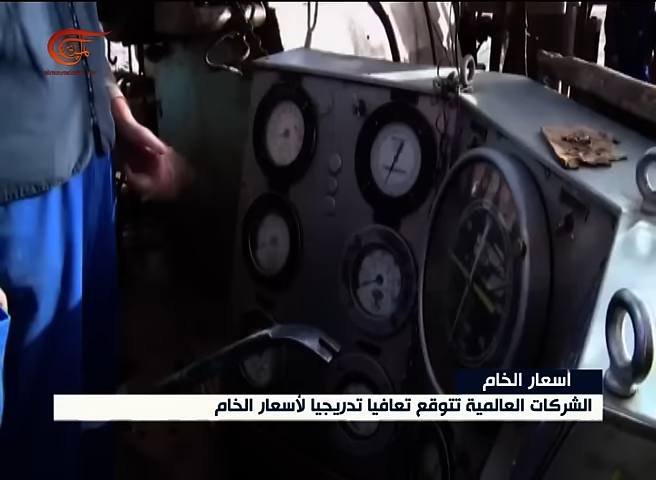 أسعار الخام
الشركات العالمية تتوقع تعافيا تدريجيا لأسعار الخام